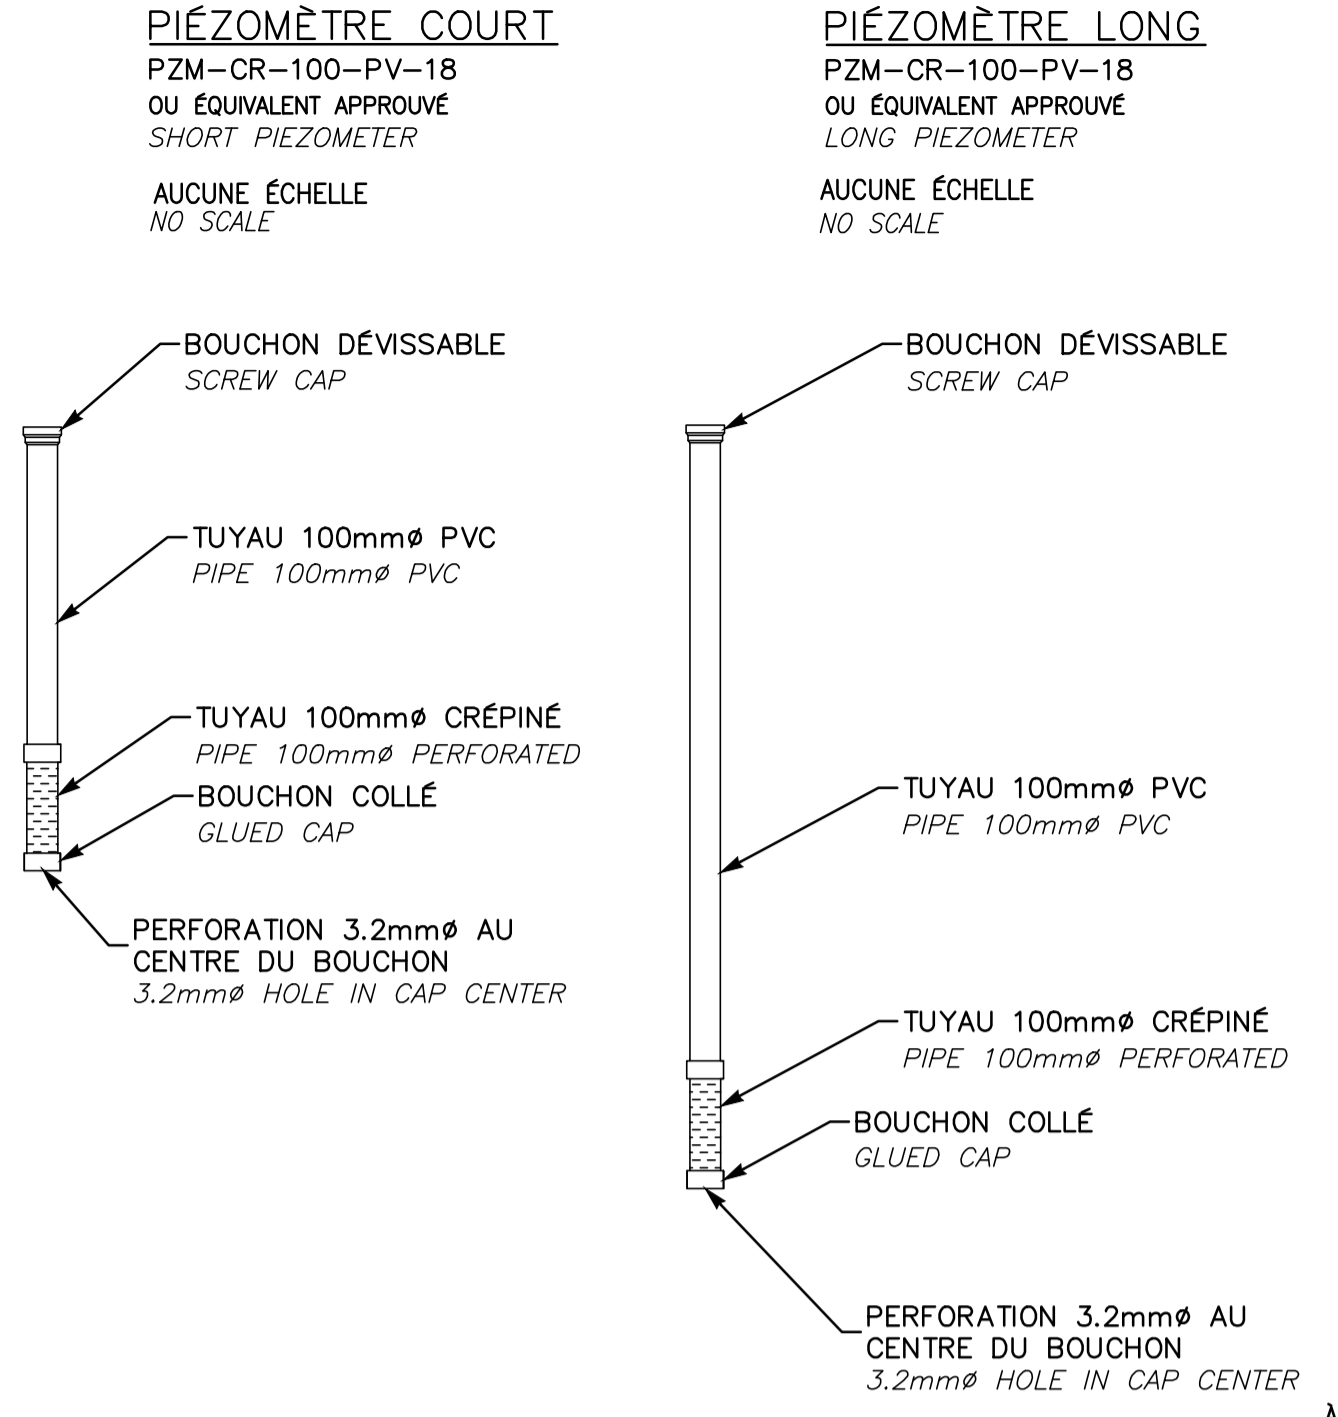 PIÉZOMÈTRE COURT
PZM-CR-100-PV-18
OU ÉQUIVALENT APPROUVÉ
SHORT PIEZOMETER
AUCUNE ÉCHELLE
NO SCALE
BOUCHON DÉVISSABLE
SCREW CAP
TUYAU 100mmø PVC
PIPE 100mmø PVC
TUYAU 100mmø CRÉPINÉ
PIPE 100mmø PERFORATED
BOUCHON COLLÉ
GLUED CAP
PERFORATION 3.2mmø AU
CENTRE DU BOUCHON
3.2mmø HOLE IN CAP CENTER
PIÉZOMÈTRE LONG
PZM-CR-100-PV-18
OU ÉQUIVALENT APPROUVÉ
LONG PIEZOMETER
AUCUNE ÉCHELLE
NO SCALE
BOUCHON DÉVISSABLE
SCREW CAP
TUYAU 100mmø PVC
PIPE 100mmø PVC
TUYAU 100mmø CRÉPINÉ
PIPE 100mmø PERFORATED
BOUCHON COLLÉ
GLUED CAP
PERFORATION 3.2mmø AU
CENTRE DU BOUCHON
3.2mmø HOLE IN CAP CENTER